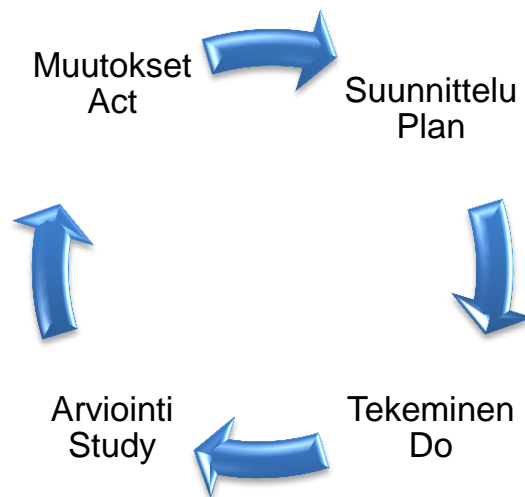 Muutokset
Act
Suunnittelu
Plan
Arviointi
Study
Tekeminen
Do